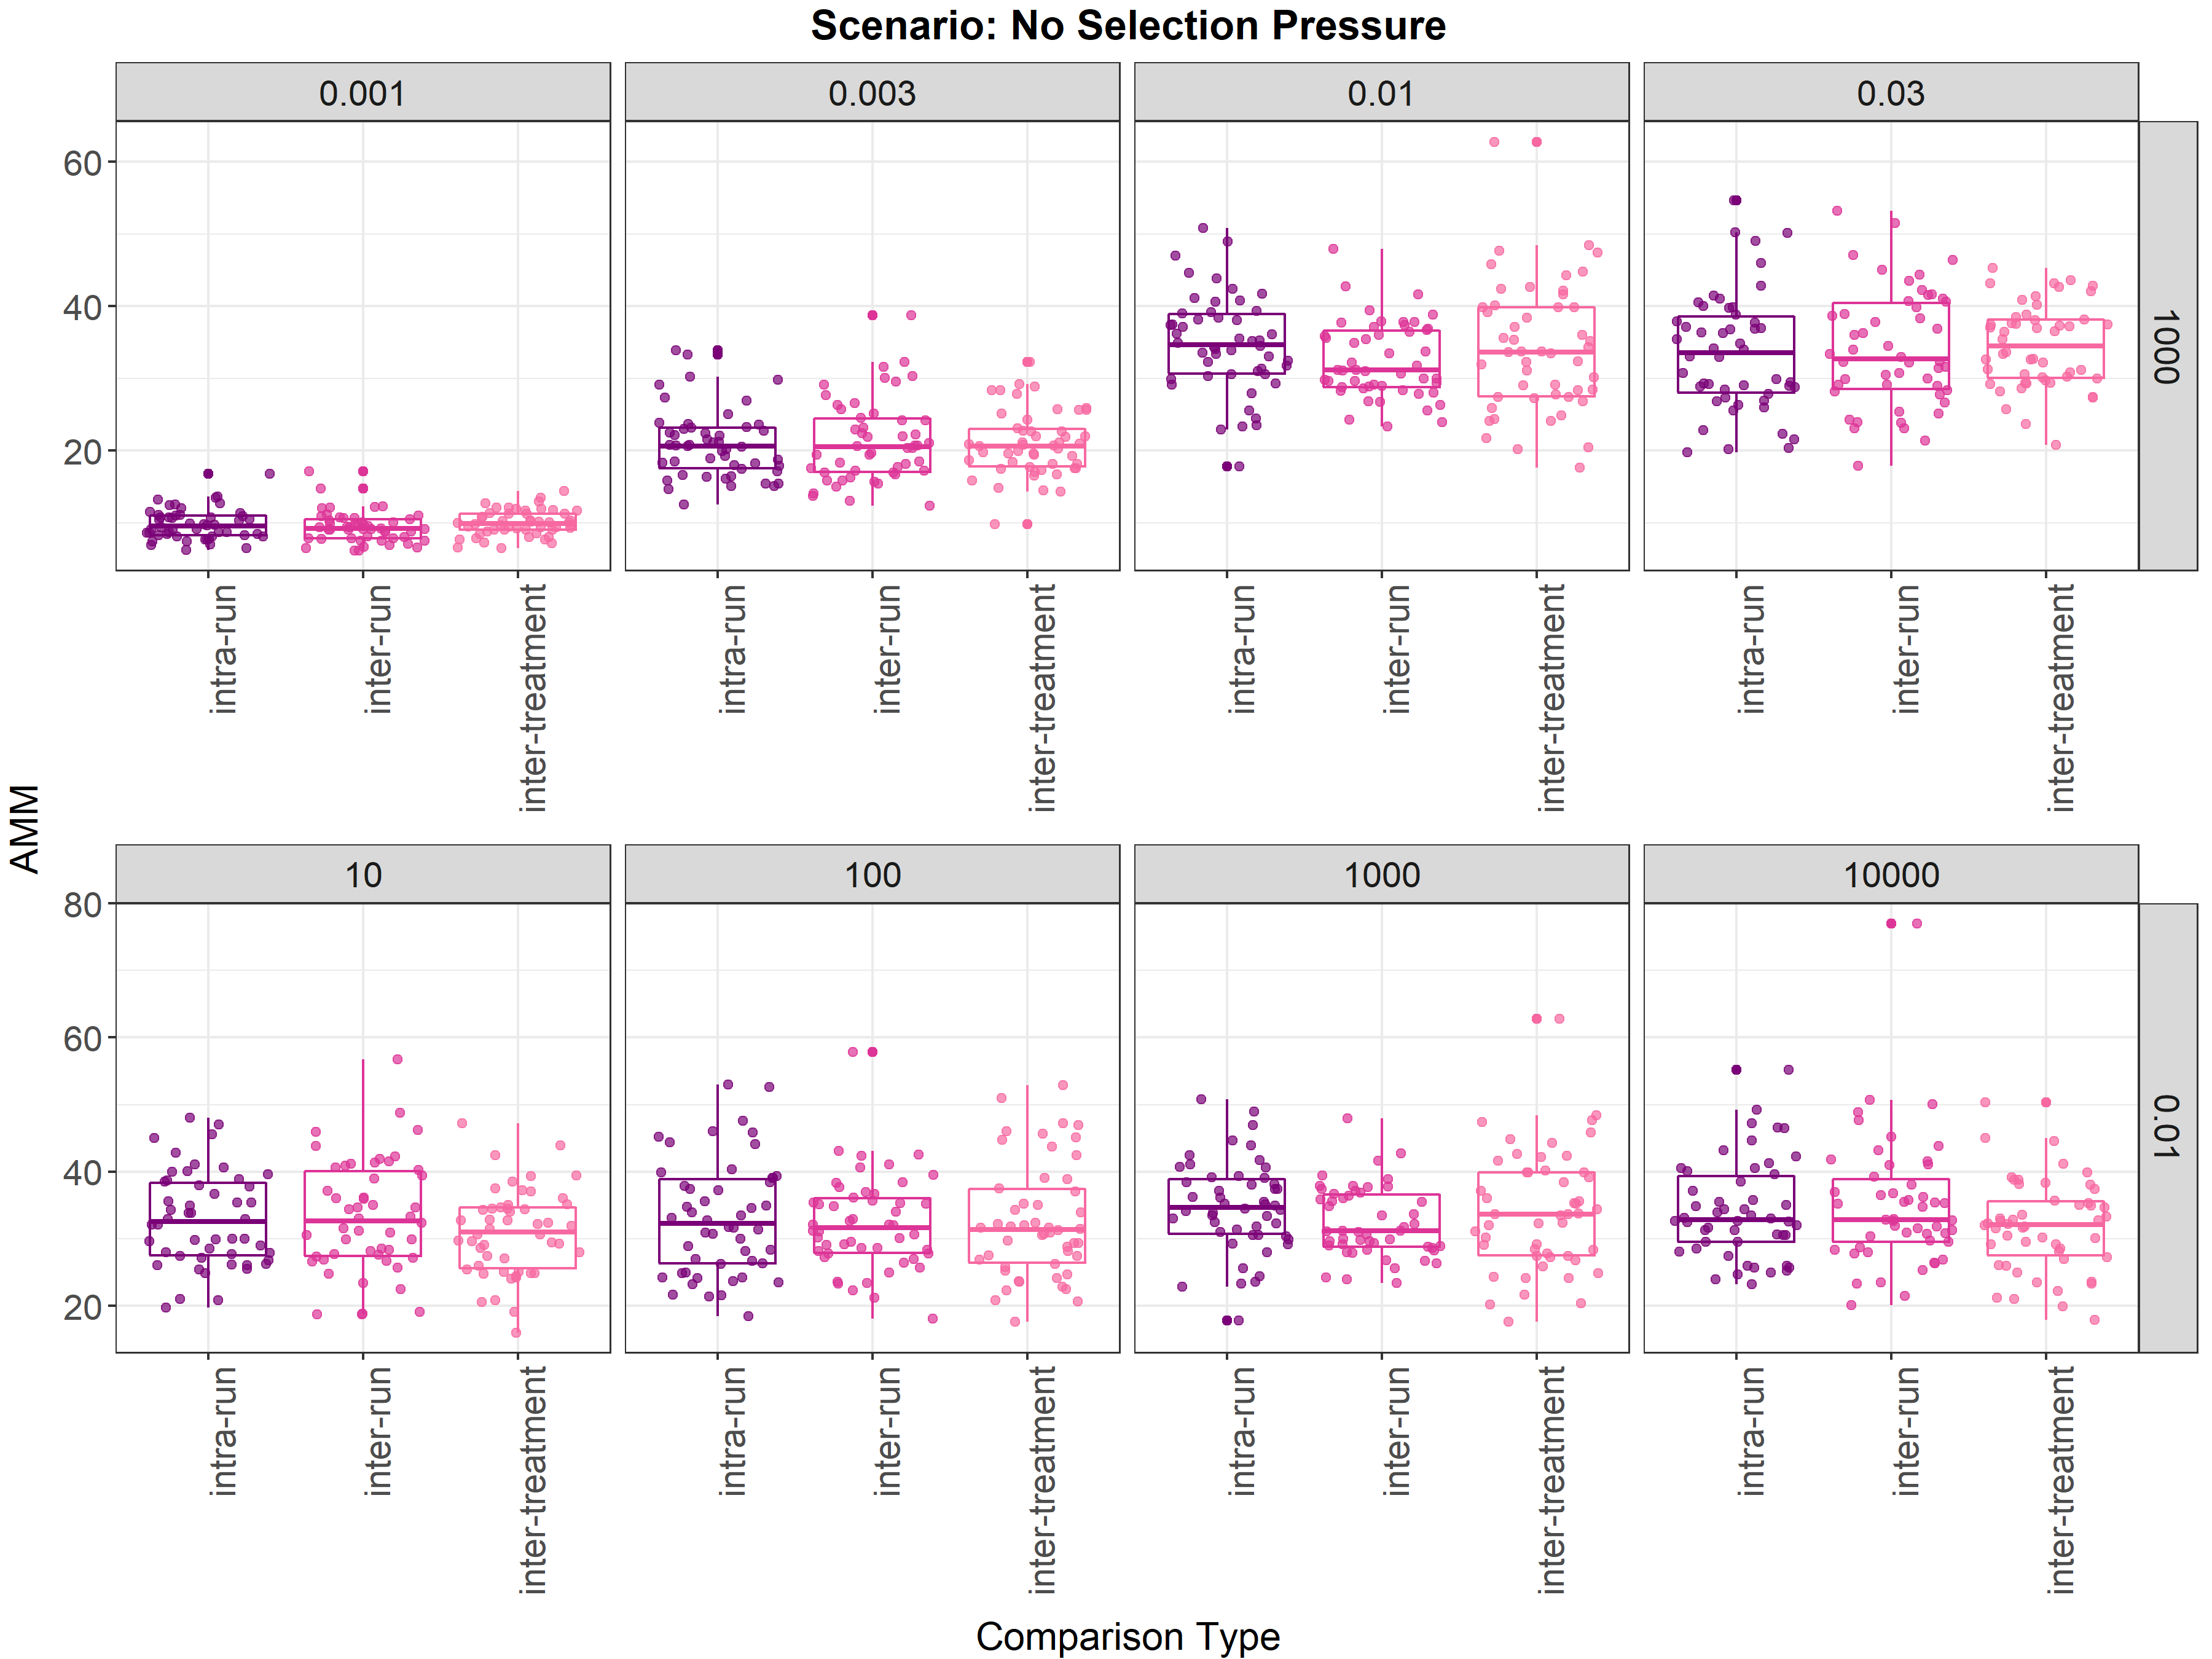 Scenario: No Selection Pressure
0.001
0.003
0.01
0.03
60
40
20
1000
intra-run
inter-run
inter-treatment
intra-run
inter-run
inter-treatment
intra-run
inter-run
inter-treatment
intra-run
inter-run
inter-treatment
AMM
10
100
1000
10000
80
60
40
20
0.01
intra-run
inter-run
inter-treatment
intra-run
inter-run
inter-treatment
intra-run
inter-run
inter-treatment
intra-run
inter-run
inter-treatment
Comparison Type